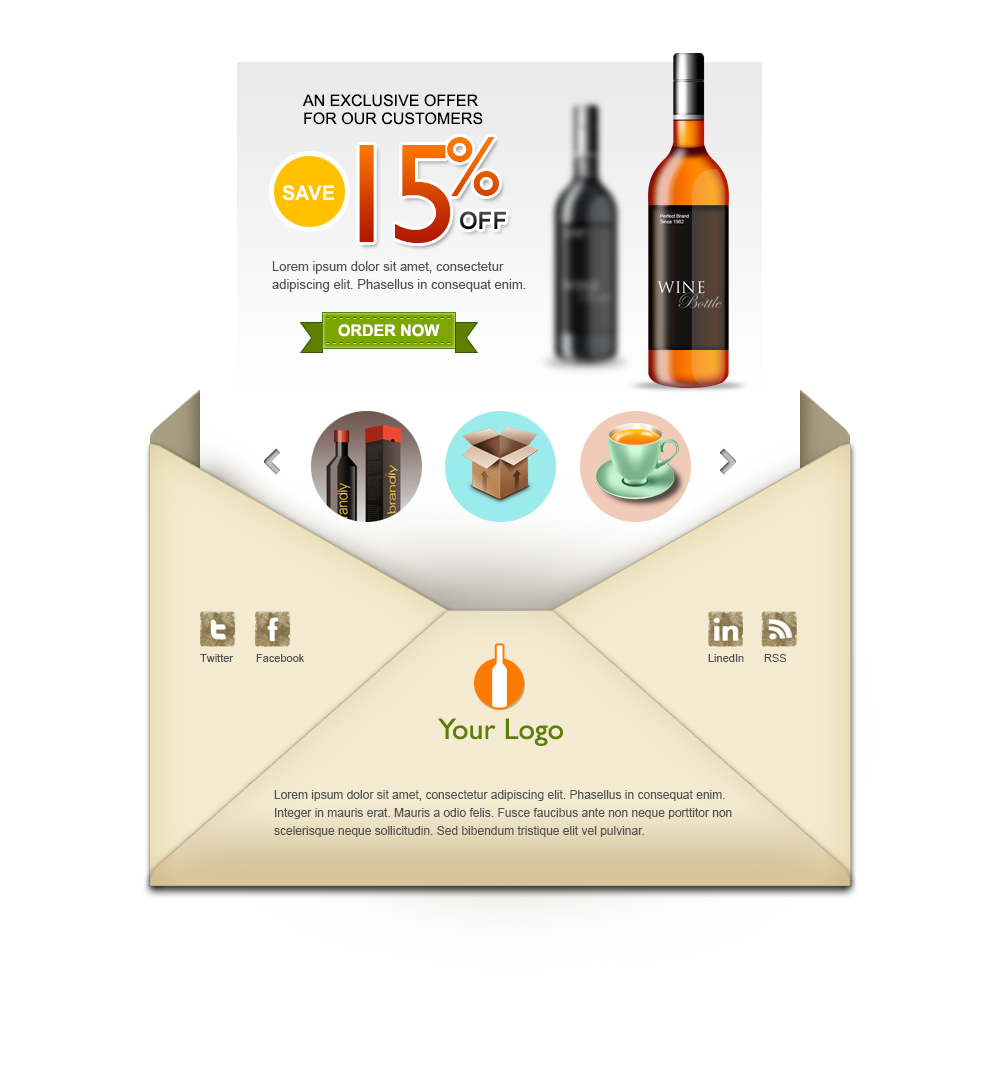 AN EXCLUSIVE OFFER
FOR OUR CUSTOMERS
SAVE
15%
OFF
Lorem ipsum dolor sit amet, consectetur
adipiscing elit. Phasellus in consequat enim.
ORDER NOW
Perfect Brand
Since 1982
WINE
Bottle
andiy
brandiy
Twitter
Facebook
LinedIn
RSS
Your Logo
Lorem ipsum dolor sit amet, consectetur adipiscing elit. Phasellus in consequat enim.
Integer in mauris erat. Mauris a odio felis. Fusce faucibus ante non neque porttitor non
scelerisque neque sollicitudin. Sed bibendum tristique elit vel pulvinar.